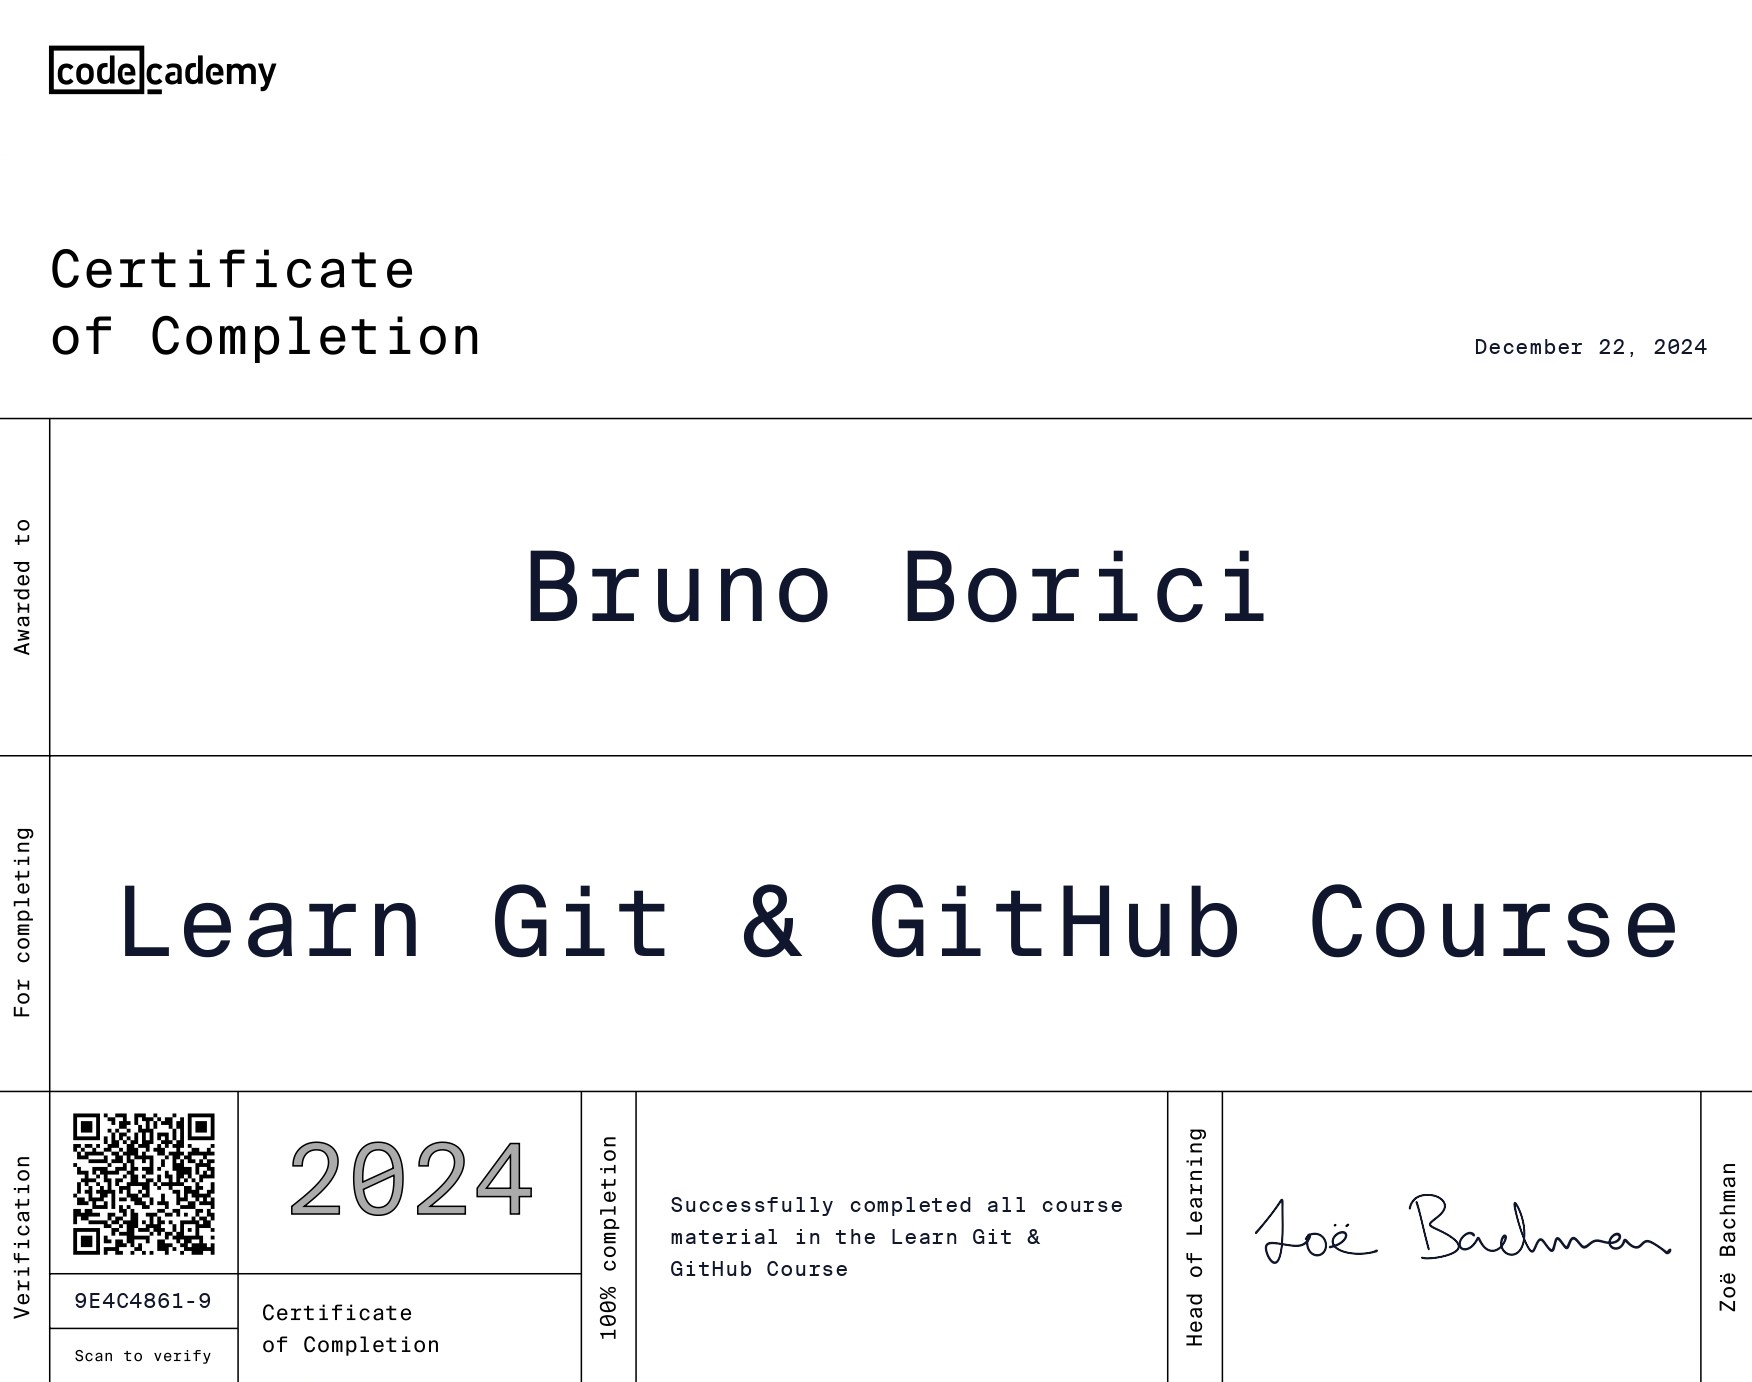 codecademy
Certificate
of Completion
December 22, 2024
Awarded to
Bruno Borici
For completing
Learn Git & GitHub Course
Verification
9E4C4861-9
Scan to verify
2024
Certificate
of Completion
100% completion
Successfully completed all course
material in the Learn Git &
GitHub Course
Head of Learning
Zoë Bachman
Zoë Bachman